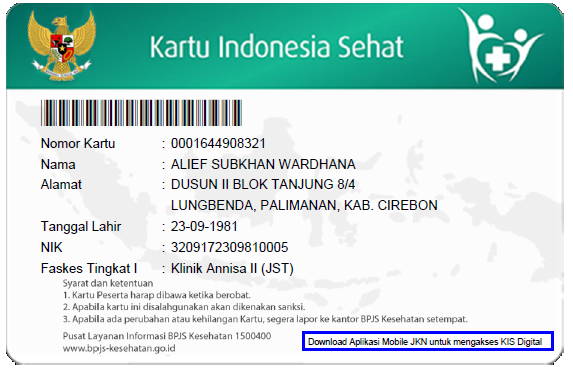 Kartu Indonesia Sehat
Nomor Kartu : 0001644908321
Nama : ALIEF SUBKHAN WARDHANA
Alamat : DUSUN II BLOK TANJUNG 8/4
LUNGBENDA, PALIMANAN, KAB. CIREBON
Tanggal Lahir : 23-09-1981
NIK : 3209172309810005
Faskes Tingkat I : Klinik Annisa II (JST)
Syarat dan ketentuan
1. Kartu Peserta harap dibawa ketika berobat.
2. Apabila kartu ini disalahgunakan akan dikenakan sanksi.
3. Apabila ada perubahan atau kehilangan Kartu, segera lapor ke kantor BPJS Kesehatan setempat.
Pusat Layanan Informasi BPJS Kesehatan 1500400
www.bpjs-kesehatan.go.id
Download Aplikasi Mobile JKN untuk mengakses KIS Digital